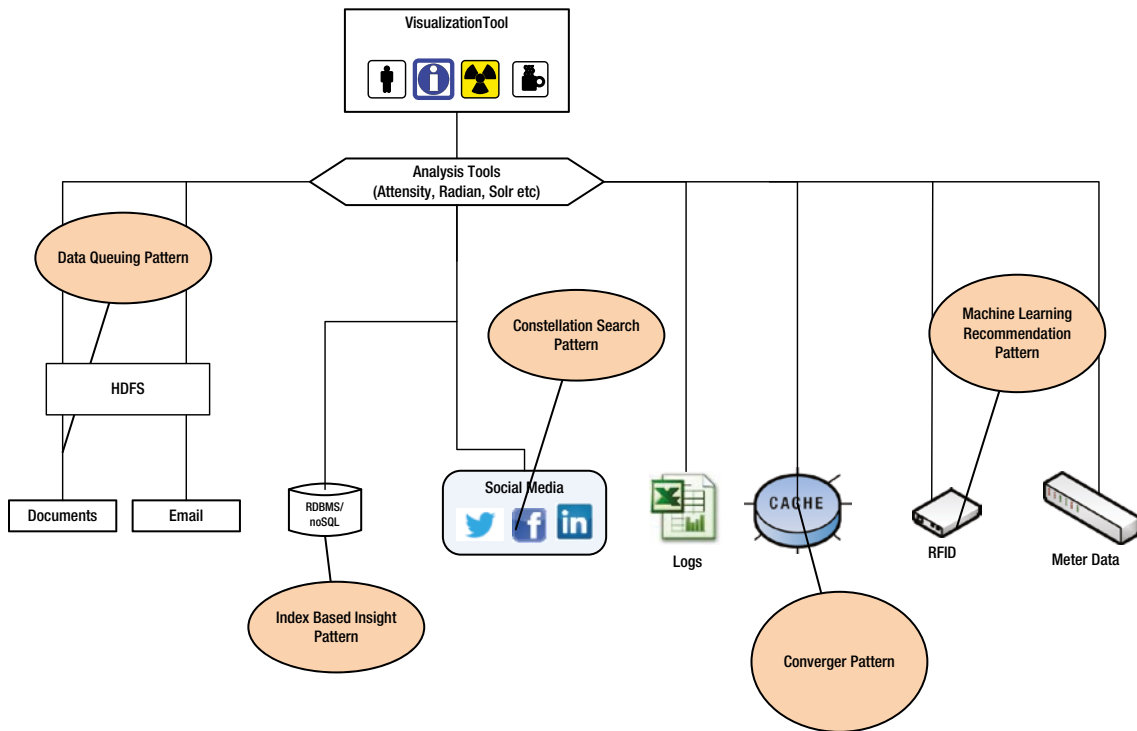 VisualizationTool
Analysis Tools
(Attensity, Radian, Solr etc)
Data Queuing Pattern
Constellation Search
Pattern
Machine Learning
Recommendation
Pattern
HDFS
Documents
Email
RDBMS/
noSQL
Social Media
f
in
X
Logs
CACHE
RFID
Meter Data
Index Based Insight
Pattern
Converger Pattern